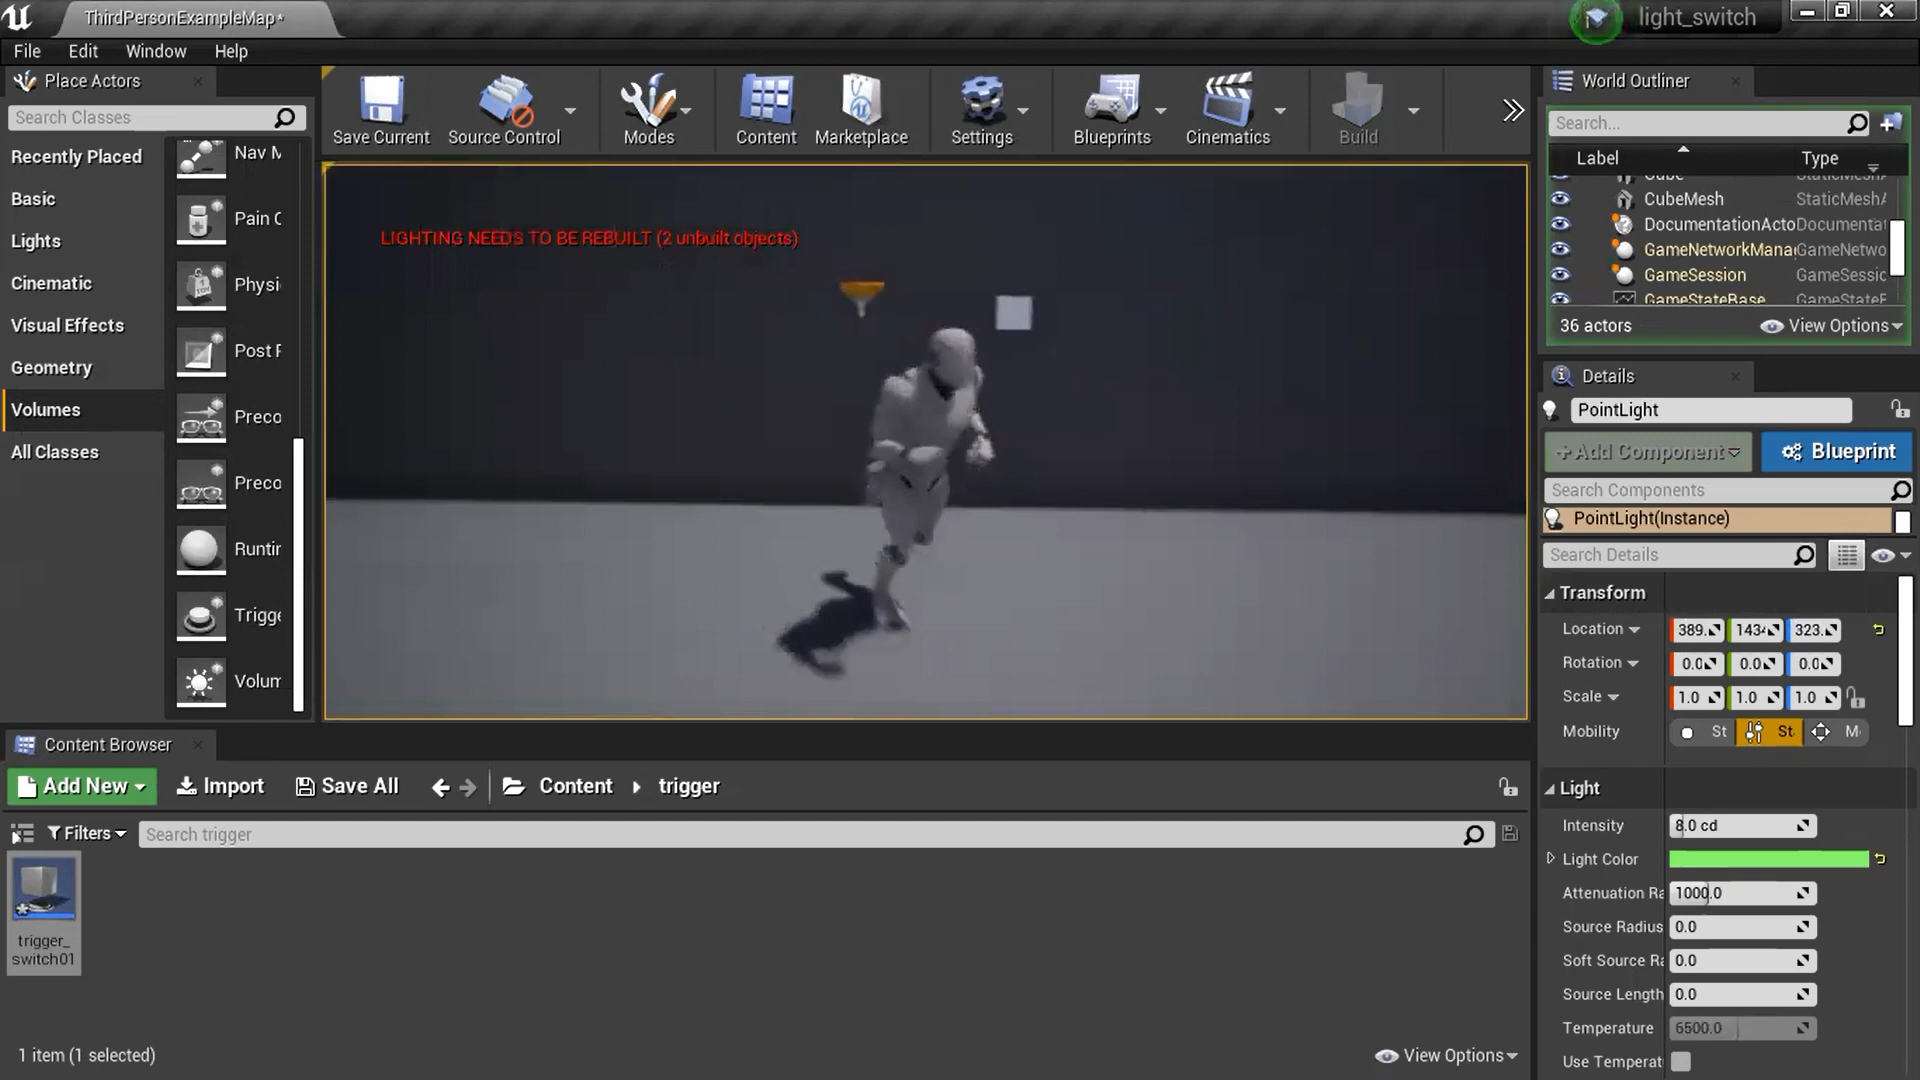 ThirdPersonExampleMap*
light_switch
File Edit Window Help
Place Actors
Search Classes
Recently Placed
Basic
Lights
Cinematic
Visual Effects
Geometry
Volumes
All Classes
Nav M
Pain C
Physi
Post F
Preco
Preco
Runtir
Trigge
Volum
Save Current
Source Control
Modes
Content
Marketplace
Settings
Blueprints
Cinematics
Build
LIGHTING NEEDS TO BE REBUILT (2 unbuilt objects)
World Outliner
Search...
Label Type
Cube StaticMeshA
CubeMesh StaticMeshA
DocumentationActo Documentat
GameNetworkMana GameNetwo
GameSession GameSessic
GameStateBase GameStateE
36 actors
View Options
Details
PointLight
+Add Component
Blueprint
Search Components
PointLight(Instance)
Search Details
Transform
Location 389. 1434 323.
Rotation 0.0 0.0 0.0
Scale 1.0 1.0 1.0
Mobility St St M
Light
Intensity 8.0 cd
Light Color
Attenuation Ra 1000.0
Source Radius 0.0
Soft Source Ra 0.0
Source Length 0.0
Temperature 6500.0
Use Temperat
Content Browser
Add New
Import
Save All
Content
trigger
Filters
Search trigger
trigger_
switch01
1 item (1 selected)
View Options